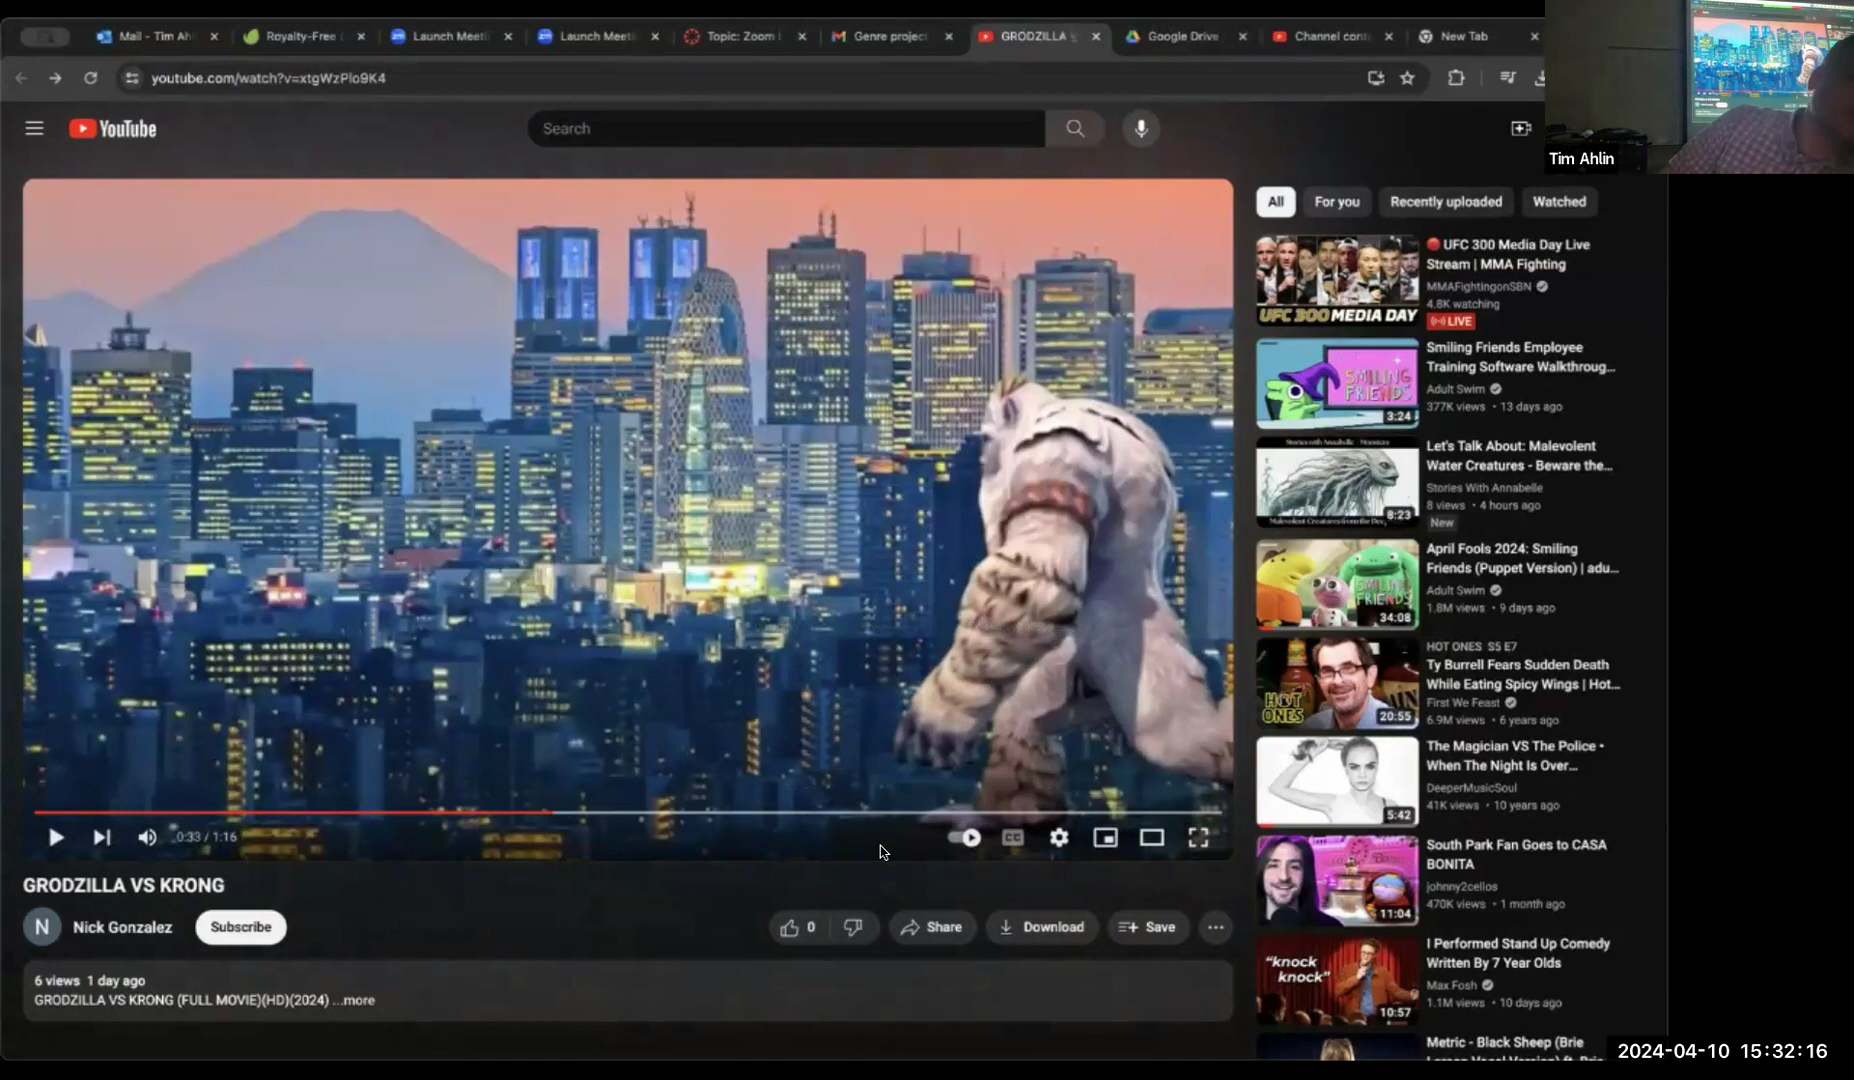 Mail - Tim Ahl
Royalty-Free
Launch Meeti
Launch Meeti
Topic: Zoom
Genre project
GRODZILLA
Google Drive
Channel cont
New Tab
youtube.com/watch?v=xtgWzPlo9K4
YouTube
Search
Tim Ahlin
All
For you
Recently uploaded
Watched
UFC 300 Media Day Live
Stream | MMA Fighting
MMAFightingonSBN
4.8K watching
LIVE
UFC 300 MEDIA DAY
Smiling Friends Employee
Training Software Walkthroug...
Adult Swim
377K views • 13 days ago
SMILING
FRIENDS
3:24
Let's Talk About: Malevolent
Water Creatures - Beware the...
Stories With Annabelle
8 views • 4 hours ago
New
8:23
April Fools 2024: Smiling
Friends (Puppet Version) | adu...
Adult Swim
1.8M views • 9 days ago
SMILING
FRIENDS
34:08
HOT ONES S5 E7
Ty Burrell Fears Sudden Death
While Eating Spicy Wings | Hot...
First We Feast
6.9M views • 6 years ago
HOT
ONES
20:55
The Magician VS The Police •
When The Night Is Over...
DeeperMusicSoul
41K views • 10 years ago
5:42
South Park Fan Goes to CASA
BONITA
johnny2cellos
470K views • 1 month ago
11:04
I Performed Stand Up Comedy
Written By 7 Year Olds
Max Fosh
1.1M views • 10 days ago
"knock
knock"
10:57
Metric - Black Sheep (Brie
0:33 / 1:16
CC
GRODZILLA VS KRONG
N
Nick Gonzalez
Subscribe
0
Share
Download
Save
6 views 1 day ago
GRODZILLA VS KRONG (FULL MOVIE)(HD)(2024) ...more
2024-04-10 15:32:16